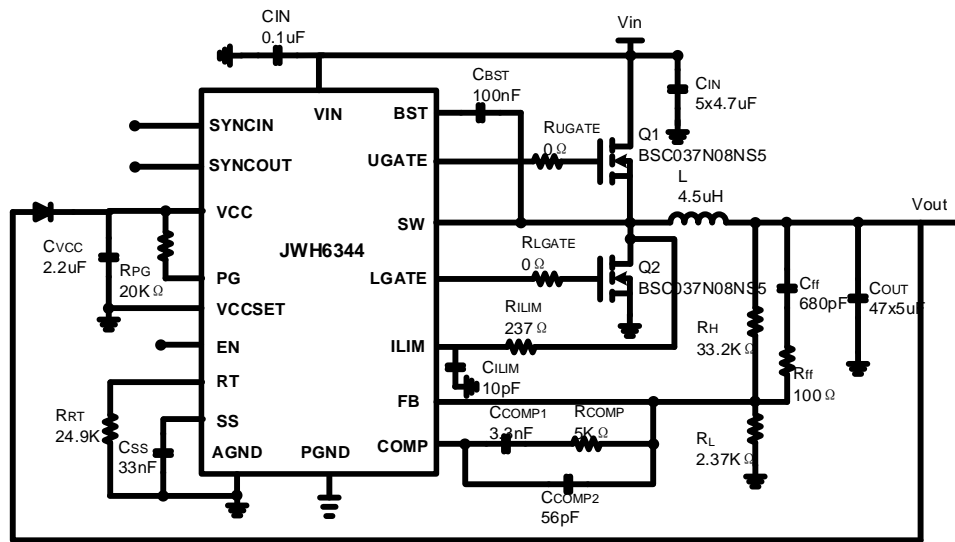 CIN
0.1uF
Vin
CIN
5x4.7uF
VIN
BST
CBST
100nF
SYNCIN
SYNCOUT
UGATE
RUGATE
0Ω
Q1
BSC037N08NS5
L
4.5uH
VCC
SW
Vout
JWH6344
CVCC
2.2uF
RPG
20KΩ
PG
LGATE
RLGATE
0Ω
Q2
BSC037N08NS5
Cff
680pF
COUT
47x5uF
VCCSET
RILIM
237Ω
RH
33.2KΩ
EN
ILIM
CILIM
10pF
Rff
100Ω
RT
FB
RRT
24.9K
SS
CSS
33nF
CCOMP1
3.3nF
RCOMP
5KΩ
RL
2.37KΩ
AGND
PGND
COMP
CCOMP2
56pF